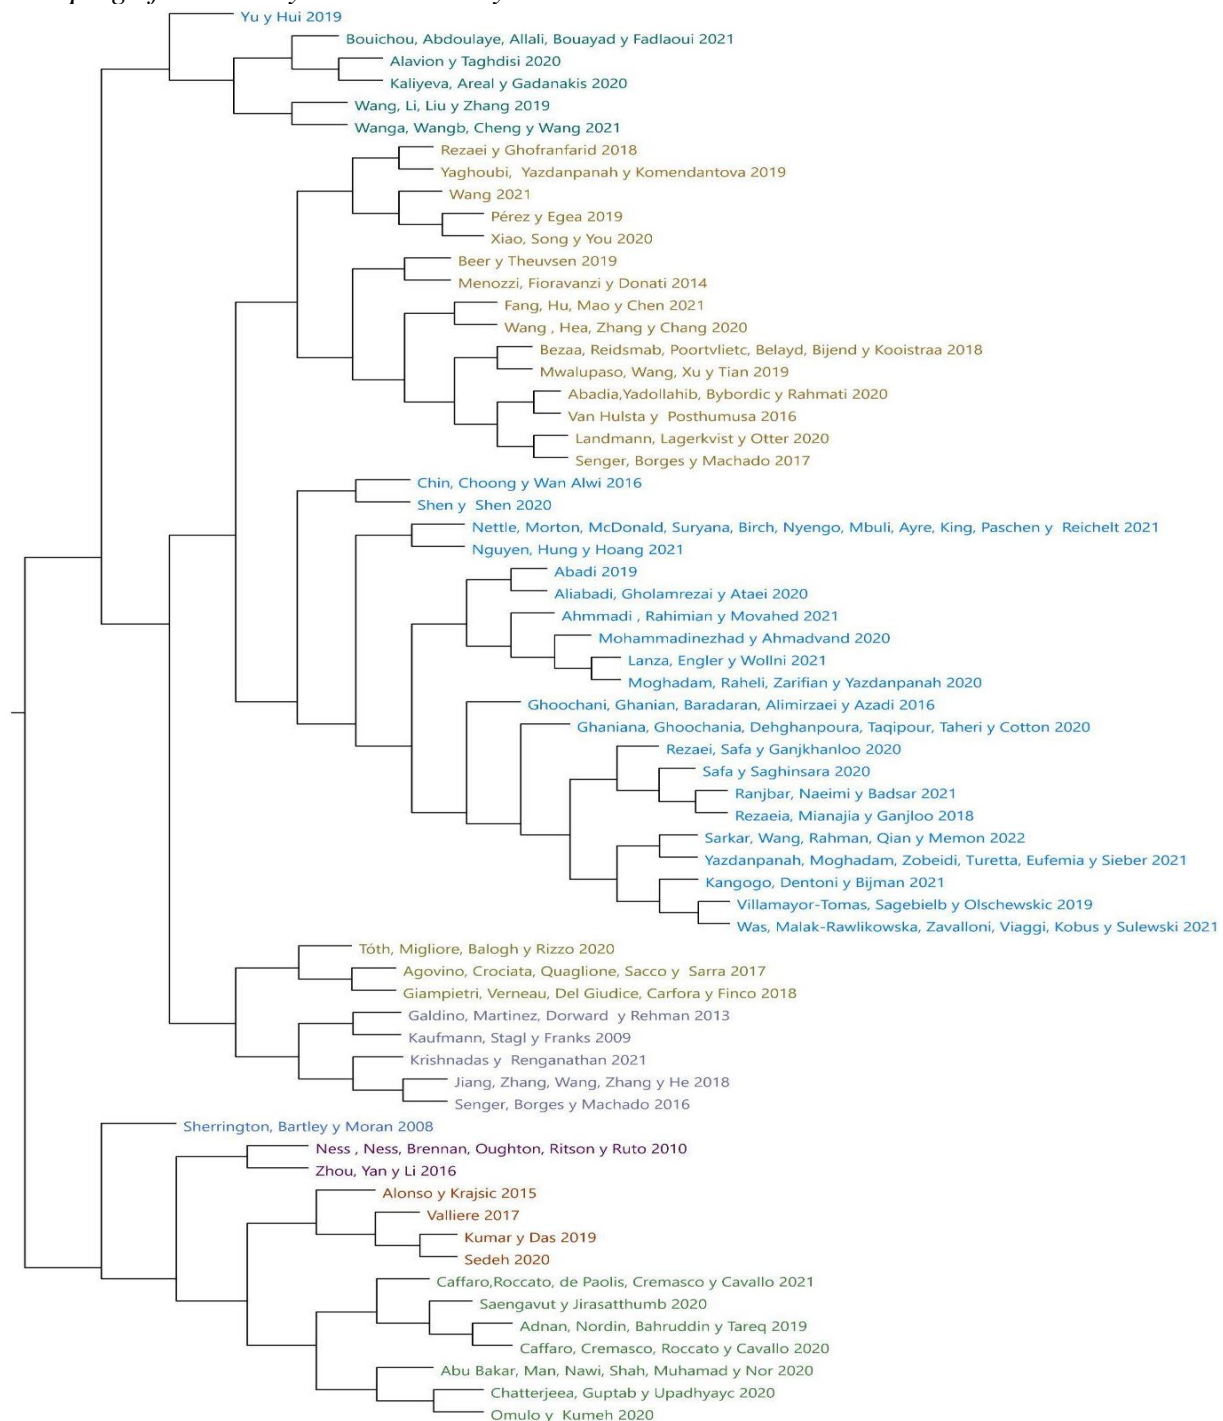 Yu y Hui 2019
Bouichou, Abdoulaye, Allali, Bouayad y Fadlaoui 2021
Alavion y Taghdisi 2020
Kaliyeva, Areal y Gadanakis 2020
Wang, Li, Liu y Zhang 2019
Wanga, Wangb, Cheng y Wang 2021
Rezaei y Ghofranfarid 2018
Yaghoubi, Yazdanpanah y Komendantova 2019
Wang 2021
Pérez y Egea 2019
Xiao, Song y You 2020
Beer y Theuvsen 2019
Menozzi, Fioravanzi y Donati 2014
Fang, Hu, Mao y Chen 2021
Wang , Hea, Zhang y Chang 2020
Bezaa, Reidsmab, Poortvlietc, Belayd, Bijend y Kooistraa 2018
Mwalupaso, Wang, Xu y Tian 2019
Abadia,Yadollahib, Bybordic y Rahmati 2020
Van Hulsta y Posthumusa 2016
Landmann, Lagerkvist y Otter 2020
Senger, Borges y Machado 2017
Chin, Choong y Wan Alwi 2016
Shen y Shen 2020
Nettle, Morton, McDonald, Suryana, Birch, Nyengo, Mbuli, Ayre, King, Paschen y Reichelt 2021
Nguyen, Hung y Hoang 2021
Abadi 2019
Aliabadi, Gholamrezai y Ataei 2020
Ahmmadi , Rahimian y Movahed 2021
Mohammadinezhad y Ahmadvand 2020
Lanza, Engler y Wollni 2021
Moghadam, Raheli, Zarifian y Yazdanpanah 2020
Ghoochani, Ghanian, Baradaran, Alimirzaei y Azadi 2016
Ghaniana, Ghoochania, Dehghanpoura, Taqipour, Taheri y Cotton 2020
Rezaei, Safa y Ganjkhanloo 2020
Safa y Saghinsara 2020
Ranjbar, Naeimi y Badsar 2021
Rezaeia, Mianajia y Ganjloo 2018
Sarkar, Wang, Rahman, Qian y Memon 2022
Yazdanpanah, Moghadam, Zobeidi, Turetta, Eufemia y Sieber 2021
Kangogo, Dentoni y Bijman 2021
Villamayor-Tomas, Sagebielb y Olschewskic 2019
Was, Malak-Rawlikowska, Zavalloni, Viaggi, Kobus y Sulewski 2021
Tóth, Migliore, Balogh y Rizzo 2020
Agovino, Crociata, Quaglione, Sacco y Sarra 2017
Giampietri, Verneau, Del Giudice, Carfora y Finco 2018
Galdino, Martinez, Dorward y Rehman 2013
Kaufmann, Stagl y Franks 2009
Krishnadas y Renganathan 2021
Jiang, Zhang, Wang, Zhang y He 2018
Senger, Borges y Machado 2016
Sherrington, Bartley y Moran 2008
Ness , Ness, Brennan, Oughton, Ritson y Ruto 2010
Zhou, Yan y Li 2016
Alonso y Krajsic 2015
Valliere 2017
Kumar y Das 2019
Sedeh 2020
Caffaro,Roccato, de Paolis, Cremasco y Cavallo 2021
Saengavut y Jirasatthumb 2020
Adnan, Nordin, Bahruddin y Tareq 2019
Caffaro, Cremasco, Roccato y Cavallo 2020
Abu Bakar, Man, Nawi, Shah, Muhamad y Nor 2020
Chatterjeea, Guptab y Upadhyayc 2020
Omulo y Kumeh 2020